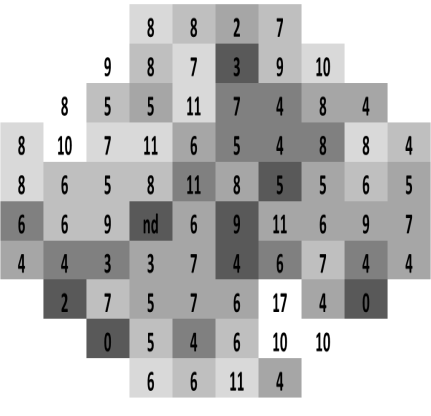 8 8 2 7
9 8 7 3 9 10
8 5 5 11 7 4 8 4
8 10 7 11 6 5 4 8 8 4
8 6 5 8 11 8 5 5 6 5
6 6 9 nd 6 9 11 6 9 7
4 4 3 3 7 4 6 7 4 4
2 7 5 7 6 17 4 0
0 5 4 6 10 10
6 6 11 4